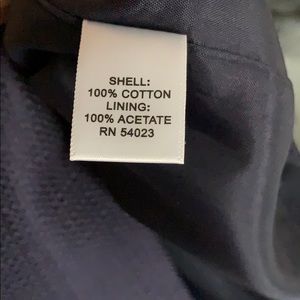 SHELL:
100% COTTON
LINING:
100% ACETATE
RN 54023